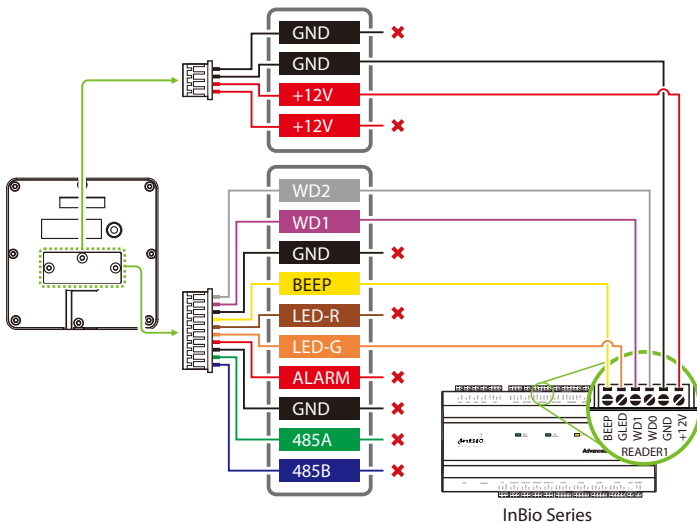 GND
GND
+12V
+12V
WD2
WD1
GND
BEEP
LED-R
LED-G
ALARM
GND
485A
485B
BEEP
GLED
WD1
WD0
GND
+12V
READER1
Advanced
InBio Series